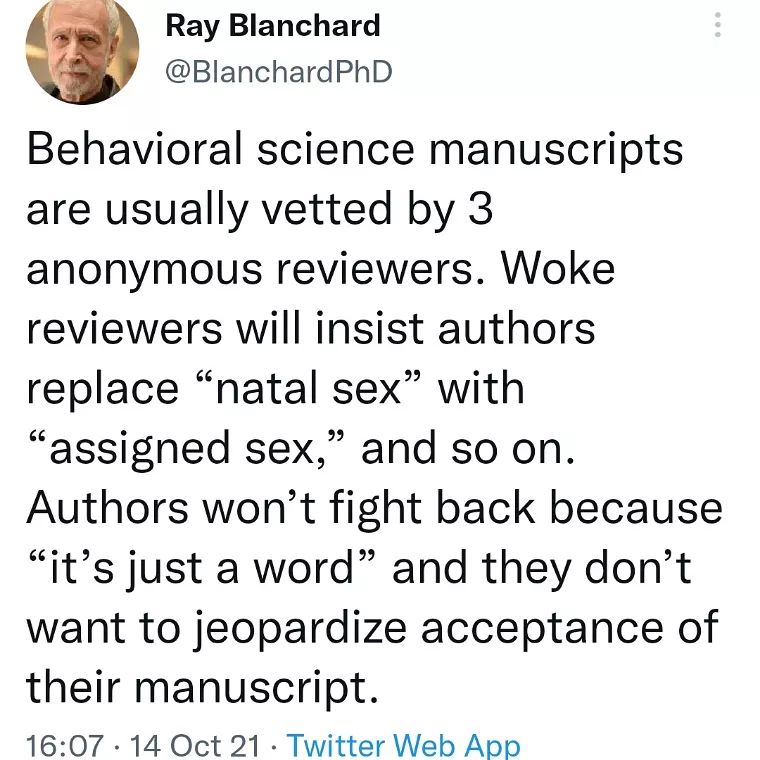 Ray Blanchard
@BlanchardPhD
Behavioral science manuscripts
are usually vetted by 3
anonymous reviewers. Woke
reviewers will insist authors
replace “natal sex” with
“assigned sex,” and so on.
Authors won’t fight back because
“it’s just a word” and they don’t
want to jeopardize acceptance of
their manuscript.
16:07 · 14 Oct 21 · Twitter Web App